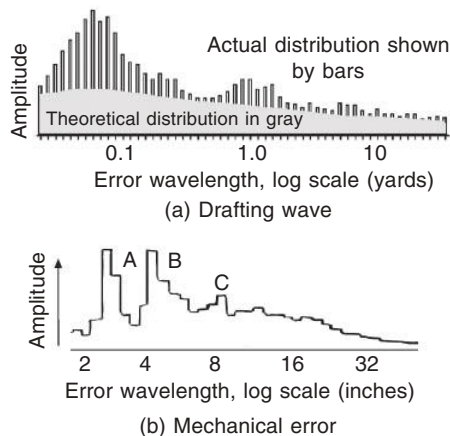 Amplitude
Actual distribution shown
by bars
Theoretical distribution in gray
0.1 1.0 10
Error wavelength, log scale (yards)
(a) Drafting wave
Amplitude
A B C
2 4 8 16 32
Error wavelength, log scale (inches)
(b) Mechanical error